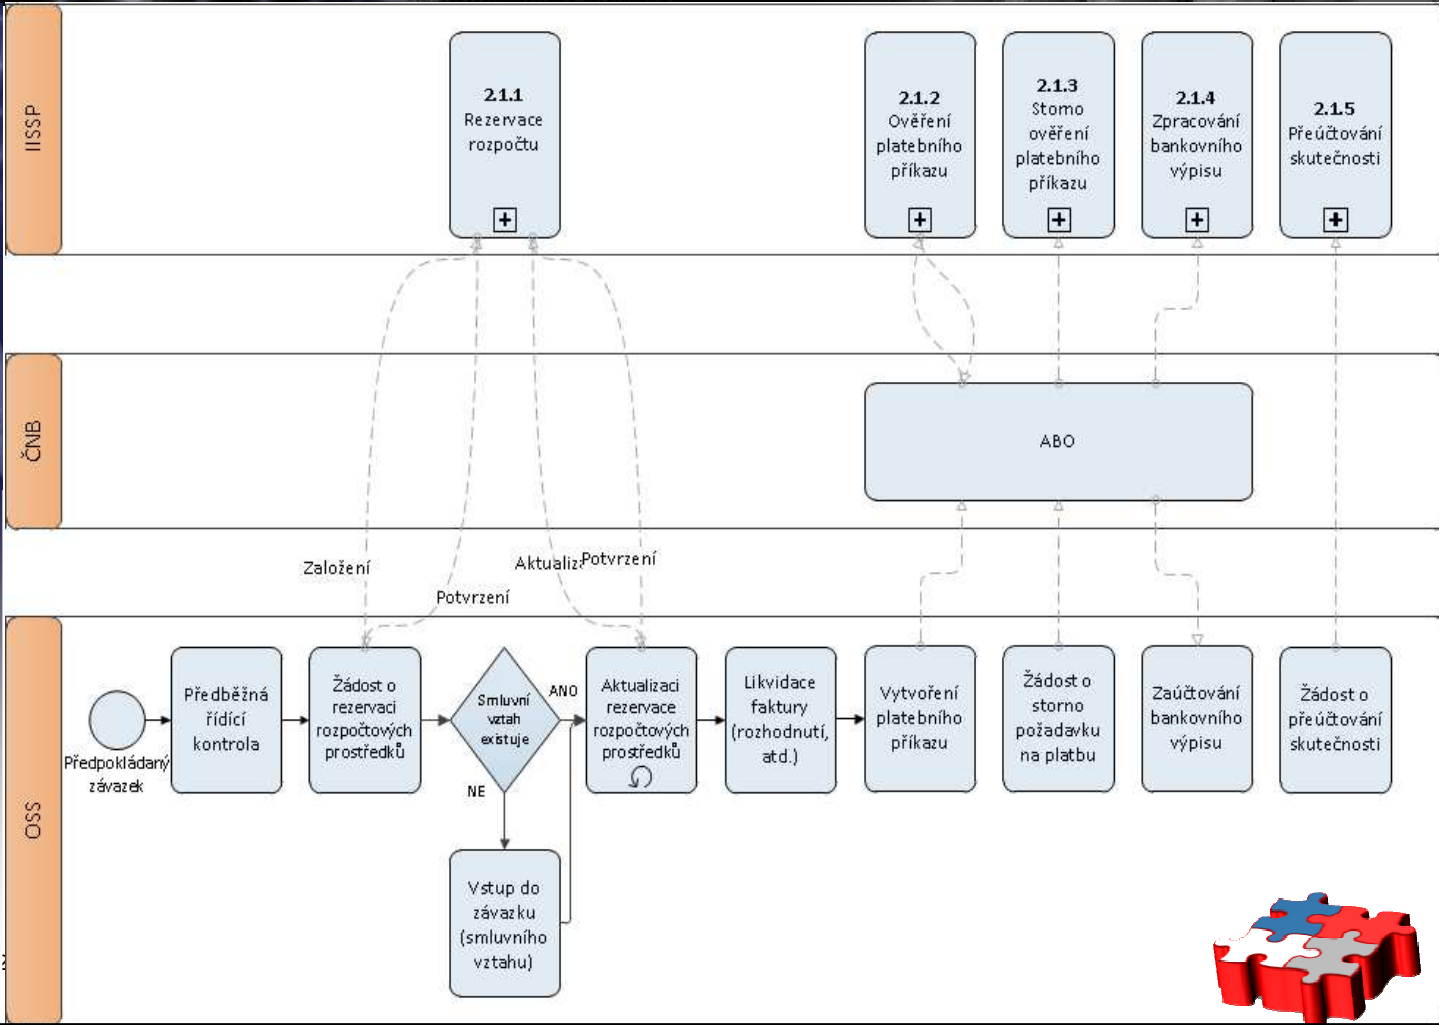 IISSP
2.1.1
Rezervace
rozpočtu
2.1.2
Ověření
platebního
příkazu
2.1.3
Storno
ověření
platebního
příkazu
2.1.4
Zpracování
bankovního
výpisu
2.1.5
Přeúčtování
skutečnosti
ČNB
ABO
Založení
Potvrzení
Potvrzení
OSS
Předpokládaný
závazek
Předběžná
řídící
kontrola
Žádost o
rezervaci
rozpočtových
prostředků
Smluvní
vztah
existuje
ANO
NE
Vstup do
závazku
(smluvního
vztahu)
Aktualizaci
rezervace
rozpočtových
prostředků
Likvidace
faktury
(rozhodnutí,
atd.)
Vytvoření
platebního
příkazu
Žádost o
storno
požadavku
na platbu
Zaúčtování
bankovního
výpisu
Žádost o
přeúčtování
skutečnosti